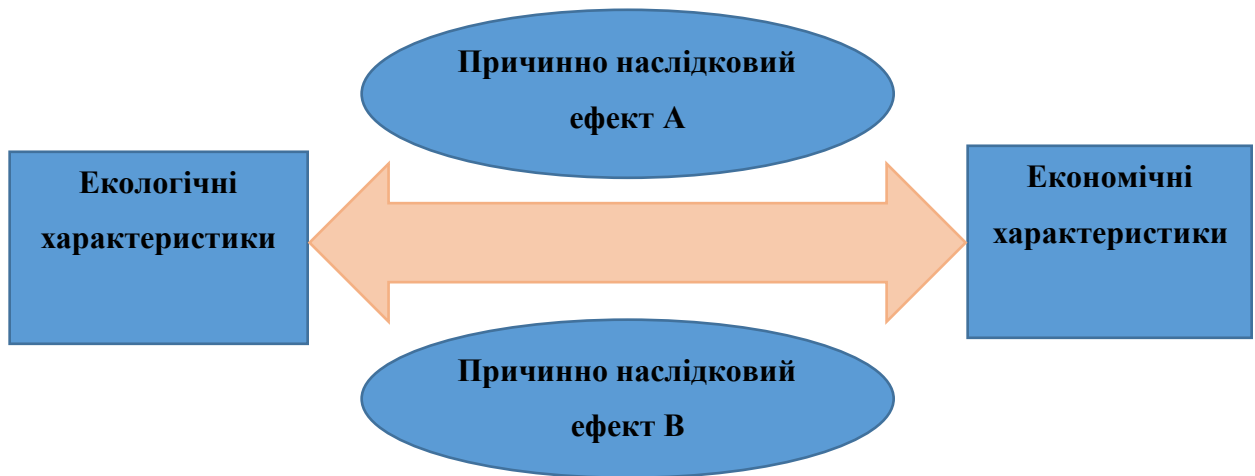 Причинно наслідковий
ефект А
Екологічні
характеристики
Економічні
характеристики
Причинно наслідковий
ефект В